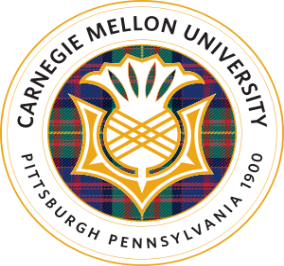 CARNEGIE MELLON UNIVERSITY
PITTSBURGH PENNSYLVANIA 1900